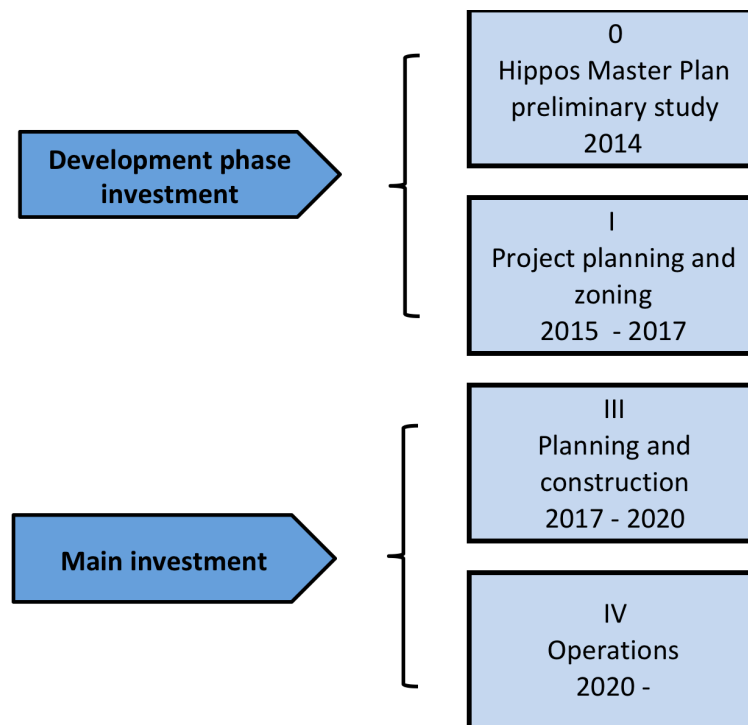 Development phase
investment
0
Hippos Master Plan
preliminary study
2014
I
Project planning and
zoning
2015 - 2017
Main investment
III
Planning and
construction
2017 - 2020
IV
Operations
2020 -